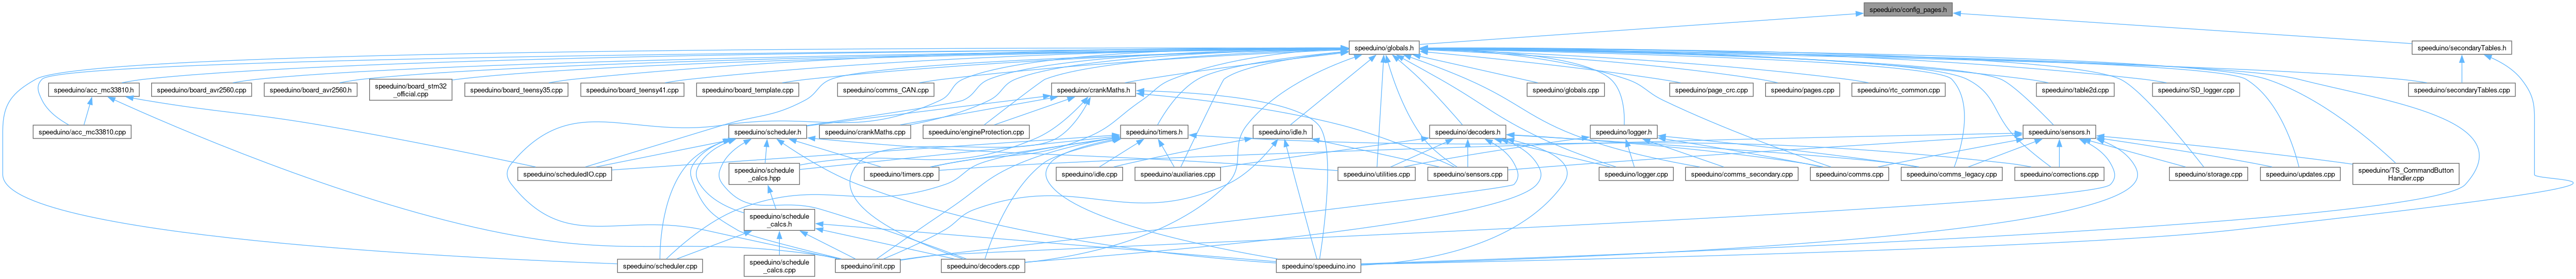 speeduino/config_pages.h
speeduino/globals.h
speeduino/secondaryTables.h
speeduino/acc_mc33810.h
speeduino/board_avr2560.cpp
speeduino/board_avr2560.h
speeduino/board_stm32
_official.cpp
speeduino/board_teensy35.cpp
speeduino/board_teensy41.cpp
speeduino/board_template.cpp
speeduino/comms_CAN.cpp
speeduino/crankMaths.h
speeduino/globals.cpp
speeduino/page_crc.cpp
speeduino/pages.cpp
speeduino/rtc_common.cpp
speeduino/table2d.cpp
speeduino/SD_logger.cpp
speeduino/secondaryTables.cpp
speeduino/acc_mc33810.cpp
speeduino/scheduler.h
speeduino/crankMaths.cpp
speeduino/engineProtection.cpp
speeduino/timers.h
speeduino/idle.h
speeduino/decoders.h
speeduino/logger.h
speeduino/sensors.h
speeduino/scheduledIO.cpp
speeduino/schedule
_calcs.hpp
speeduino/timers.cpp
speeduino/idle.cpp
speeduino/auxiliaries.cpp
speeduino/sensors.cpp
speeduino/utilities.cpp
speeduino/logger.cpp
speeduino/comms_secondary.cpp
speeduino/comms.cpp
speeduino/comms_legacy.cpp
speeduino/corrections.cpp
speeduino/storage.cpp
speeduino/updates.cpp
speeduino/TS_CommandButton
Handler.cpp
speeduino/schedule
_calcs.h
speeduino/scheduler.cpp
speeduino/schedule
_calcs.cpp
speeduino/init.cpp
speeduino/decoders.cpp
speeduino/speeduino.ino